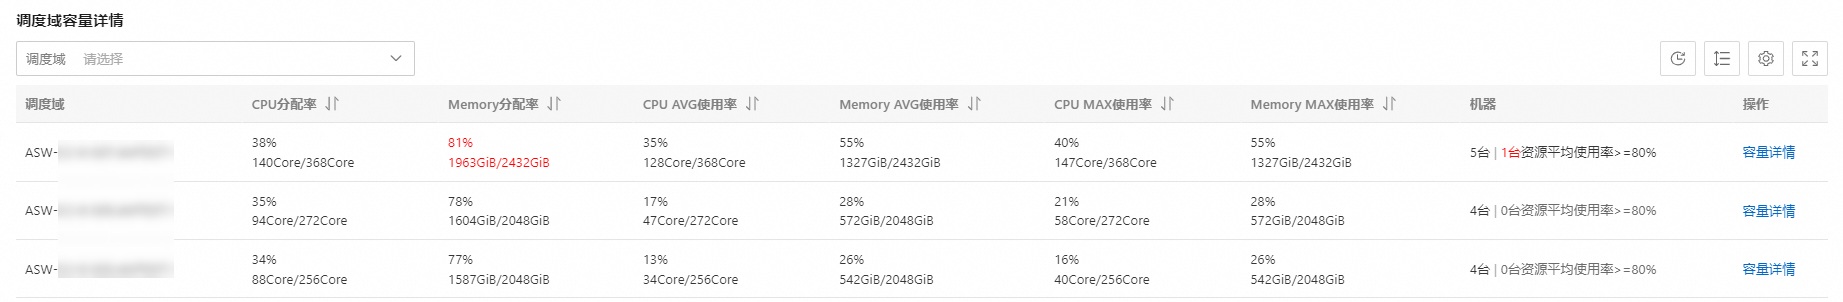 调度域容量详情
调度域 请选择
调度域 CPU分配率 Memory分配率 CPU AVG使用率 Memory AVG使用率 CPU MAX使用率 Memory MAX使用率 机器 操作
38% 81% 35% 55% 40% 55%
ASW- 5台 | 1台资源平均使用率>=80% 容量详情
140Core/368Core 1963GiB/2432GiB 128Core/368Core 1327GiB/2432GiB 147Core/368Core 1327GiB/2432GiB
35% 78% 17% 28% 21% 28%
ASW- 4台 | 0台资源平均使用率>=80% 容量详情
94Core/272Core 1604GiB/2048GiB 47Core/272Core 572GiB/2048GiB 58Core/272Core 572GiB/2048GiB
34% 77% 13% 26% 16% 26%
ASW- 4台 | 0台资源平均使用率>=80% 容量详情
88Core/256Core 1587GiB/2048GiB 34Core/256Core 542GiB/2048GiB 40Core/256Core 542GiB/2048GiB